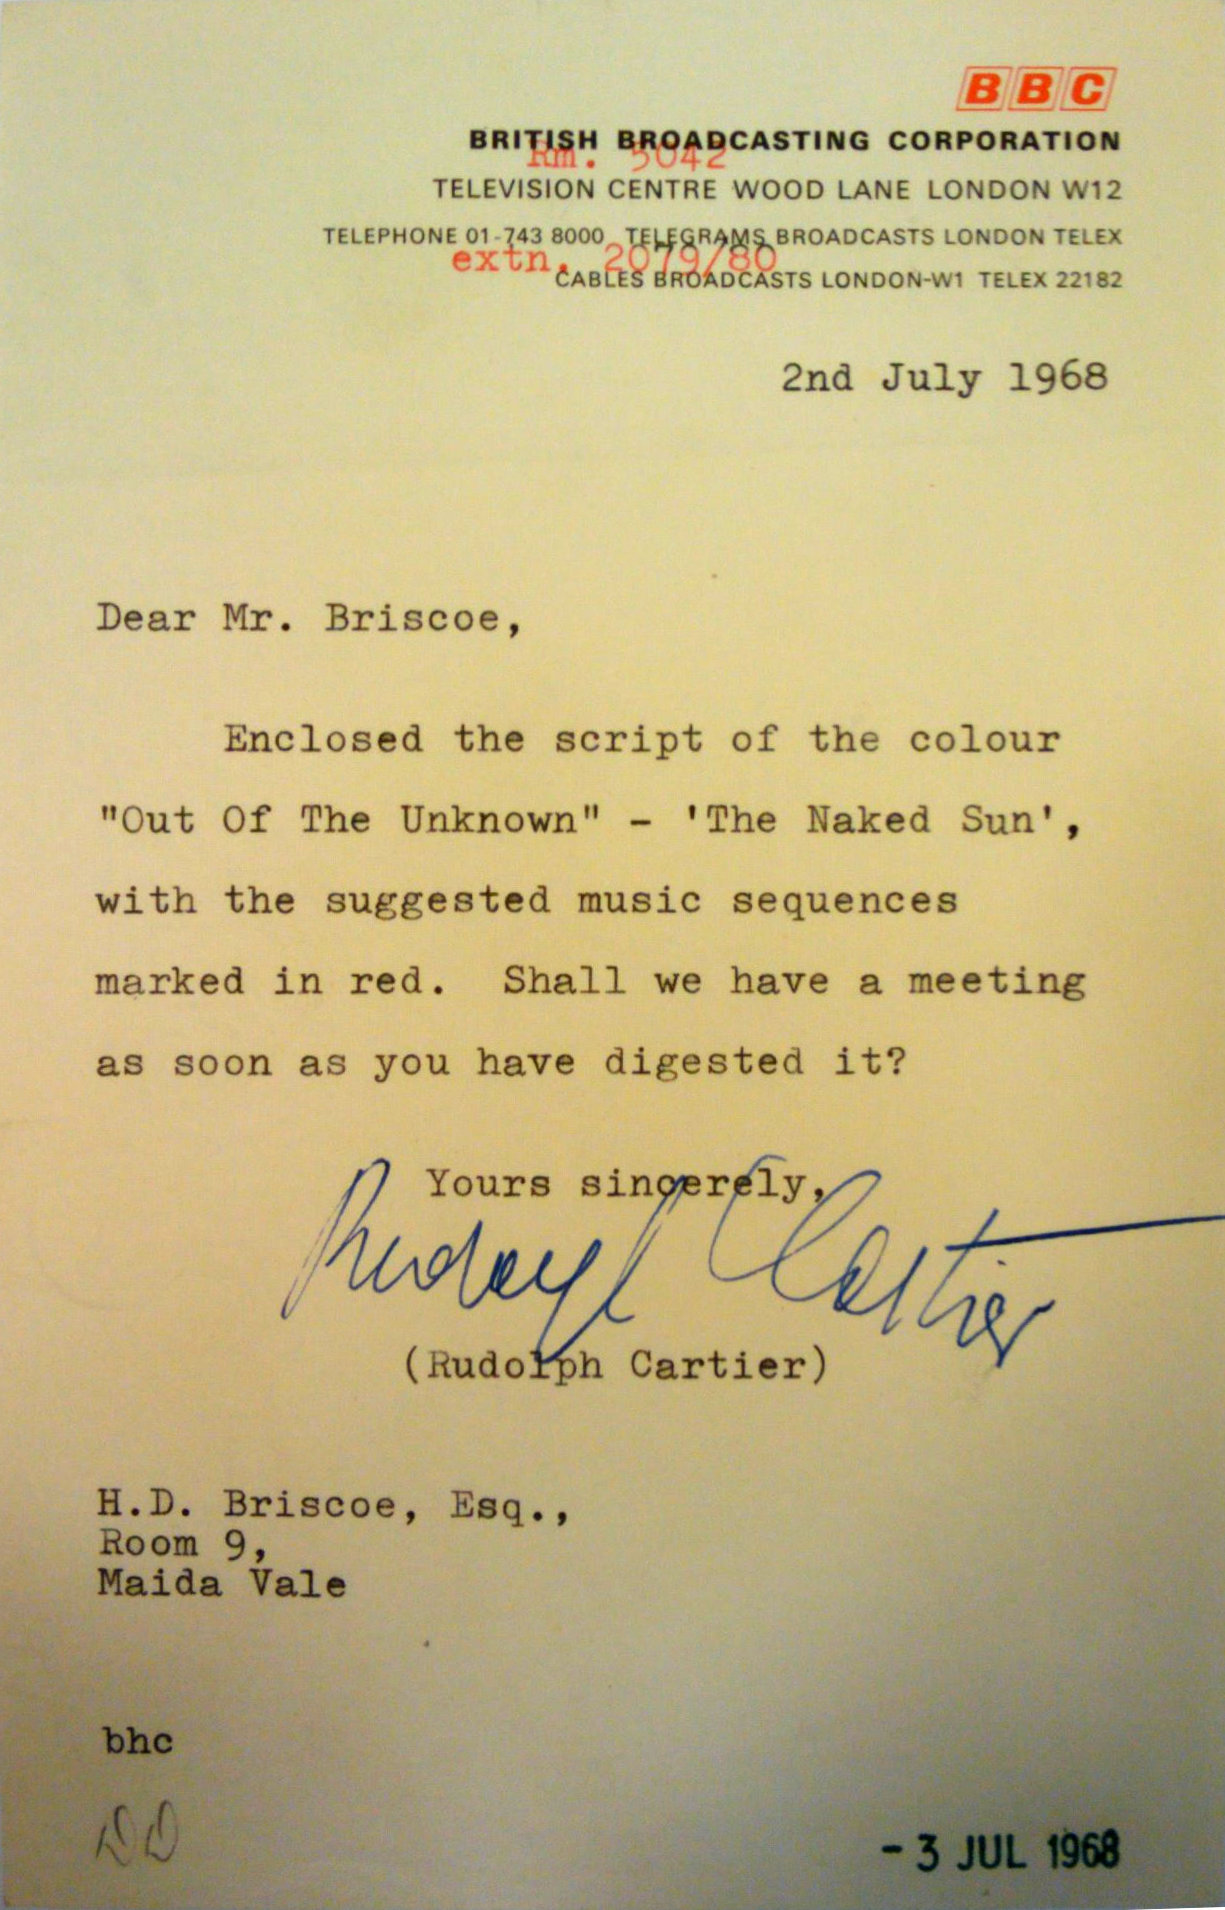 BBC
BRITISH BROADCASTING CORPORATION
Rm. 5042
TELEVISION CENTRE WOOD LANE LONDON W12
TELEPHONE 01-743 8000 TELEGRAMS BROADCASTS LONDON TELEX
extn. 2079/80
CABLES BROADCASTS LONDON-W1 TELEX 22182
2nd July 1968
Dear Mr. Briscoe,
Enclosed the script of the colour
"Out Of The Unknown" - 'The Naked Sun',
with the suggested music sequences
marked in red. Shall we have a meeting
as soon as you have digested it?
Yours sincerely,
Rudolph Cartier
(Rudolph Cartier)
H.D. Briscoe, Esq.,
Room 9,
Maida Vale
bhc
DD
- 3 JUL 1968